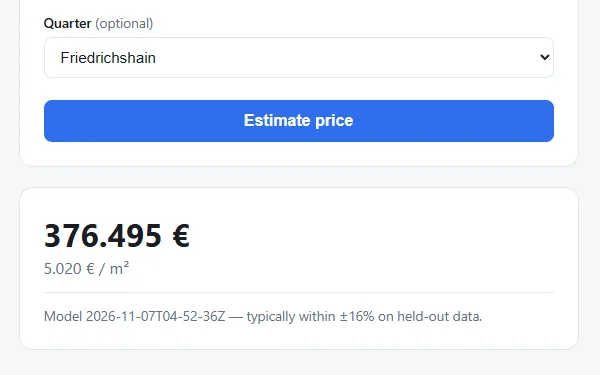 Quarter (optional)
Friedrichshain
Estimate price
376.495 €
5.020 € / m²
Model 2026-11-07T04-52-36Z — typically within ±16% on held-out data.